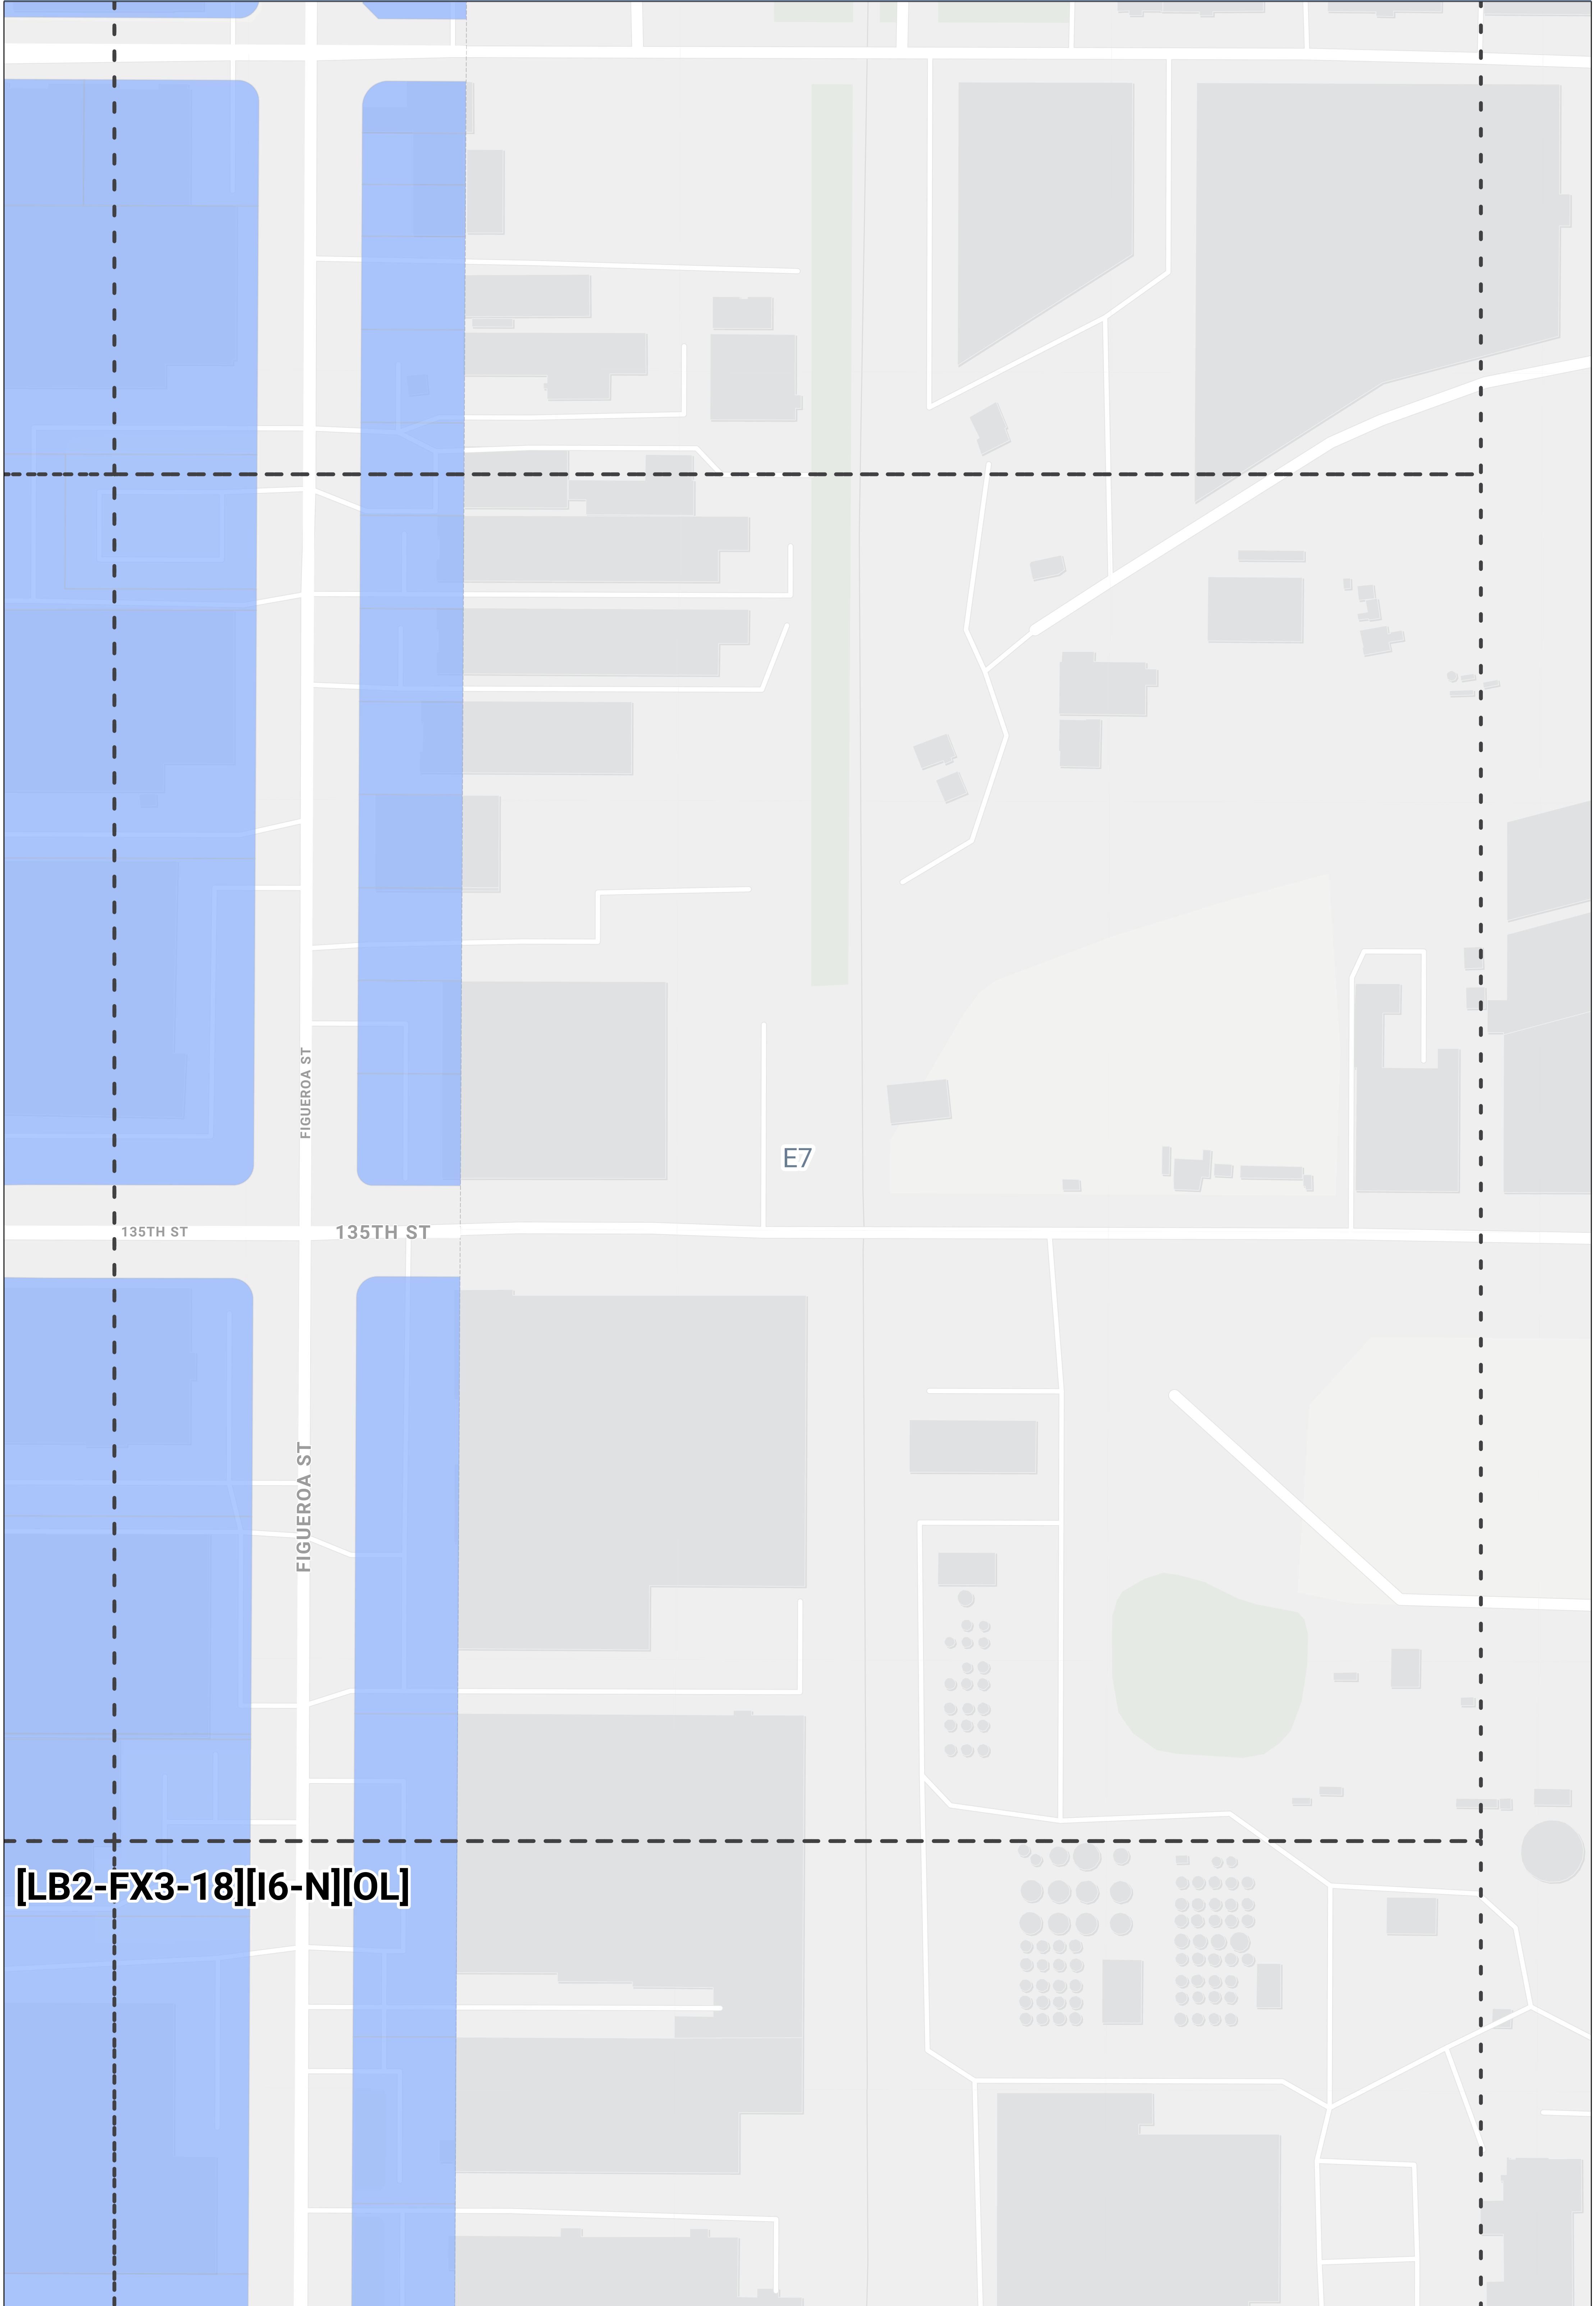 FIGUEROA ST
E7
135TH ST
135TH ST
FIGUEROA ST
[LB2-FX3-18][I6-N][OL]